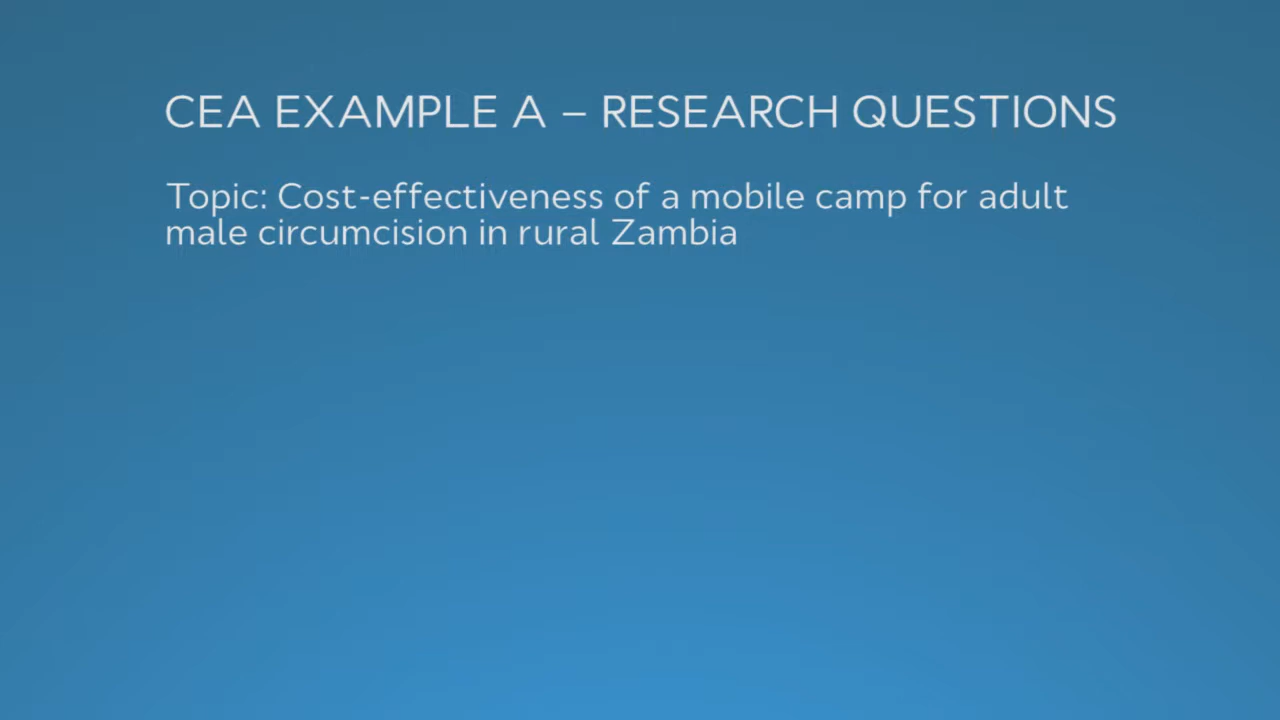 CEA EXAMPLE A – RESEARCH QUESTIONS
Topic: Cost-effectiveness of a mobile camp for adult
male circumcision in rural Zambia